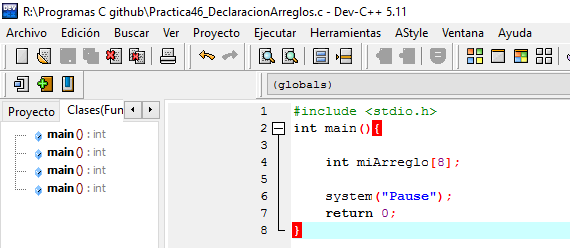 R:\Programas C github\Practica46_DeclaracionArreglos.c - Dev-C++ 5.11
Archivo Edición Buscar Ver Proyecto Ejecutar Herramientas AStyle Ventana Ayuda
(globals)
Proyecto Clases(Fun
main() : int
main() : int
main() : int
main() : int
1 #include <stdio.h>
2 int main(){
3
4 int miArreglo[8];
5
6 system("Pause");
7 return 0;
8 }